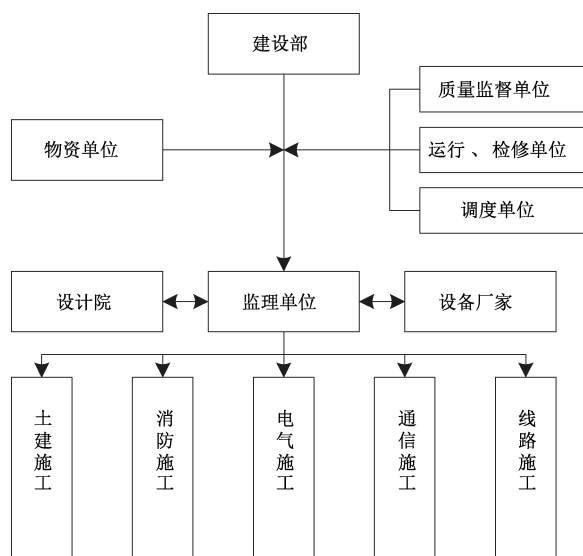 建设部
质量监督单位
物资单位
运行、检修单位
调度单位
设计院
监理单位
设备厂家
土建施工
消防施工
电气施工
通信施工
线路施工